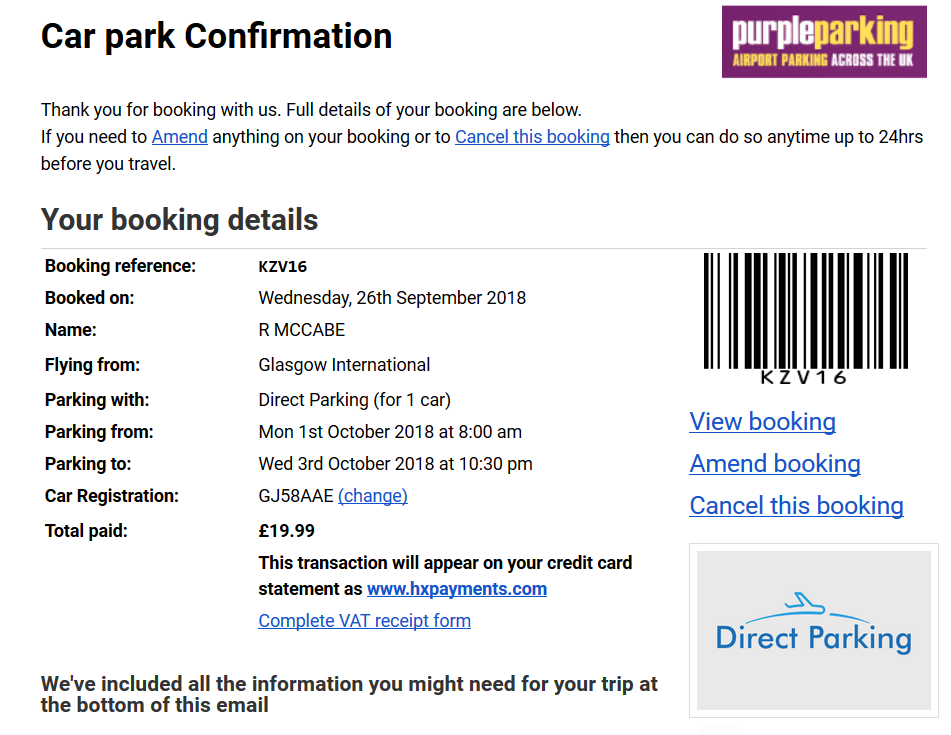 Car park Confirmation
purpleparking
AIRPORT PARKING ACROSS THE UK
Thank you for booking with us. Full details of your booking are below.
If you need to Amend anything on your booking or to Cancel this booking then you can do so anytime up to 24hrs
before you travel.
Your booking details
Booking reference: KZV16
Booked on: Wednesday, 26th September 2018
Name: R MCCABE
Flying from: Glasgow International
Parking with: Direct Parking (for 1 car)
Parking from: Mon 1st October 2018 at 8:00 am
Parking to: Wed 3rd October 2018 at 10:30 pm
Car Registration: GJ58AAE (change)
Total paid: £19.99
This transaction will appear on your credit card
statement as www.hxpayments.com
Complete VAT receipt form
KZV16
View booking
Amend booking
Cancel this booking
Direct Parking
We've included all the information you might need for your trip at
the bottom of this email